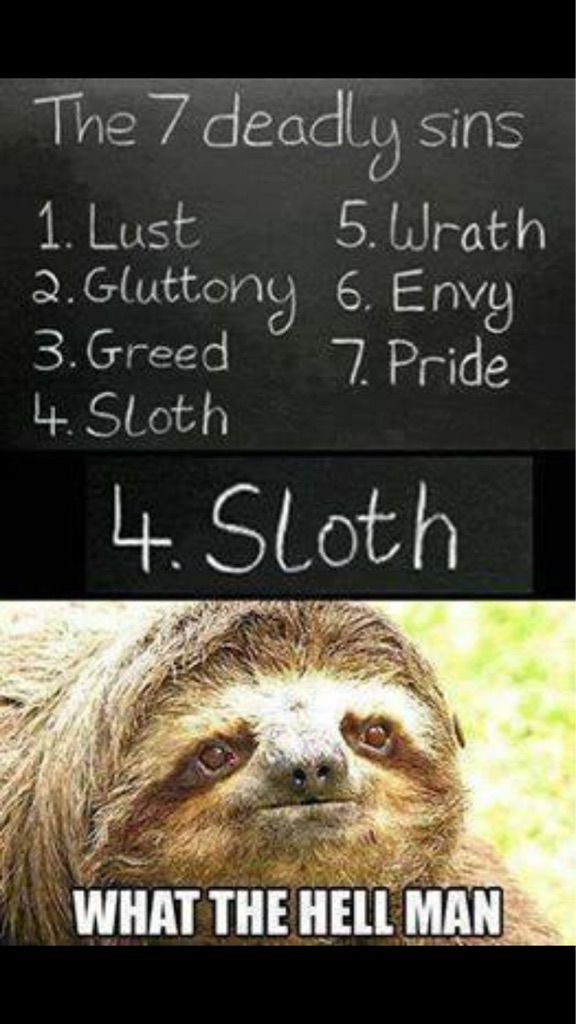 The 7 deadly sins
1. Lust
2. Gluttony
3. Greed
4. Sloth
5. Wrath
6. Envy
7. Pride
4. Sloth
WHAT THE HELL MAN